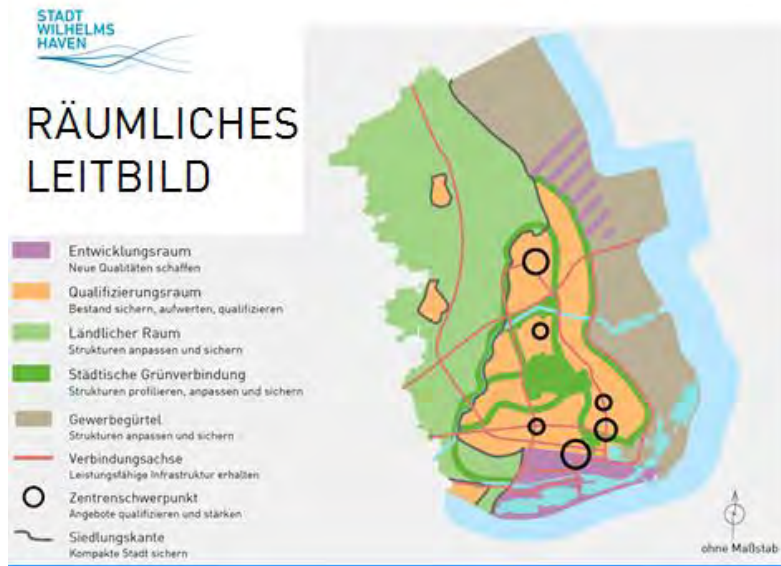 STADT
WILHELMS
HAVEN
RÄUMLICHES
LEITBILD
Entwicklungsraum
Neue Qualitäten schaffen
Qualifizierungsraum
Bestand sichern, aufwerten, qualifizieren
Ländlicher Raum
Strukturen anpassen und sichern
Städtische Grünverbindung
Strukturen profilieren, anpassen und sichern
Gewerbegürtel
Strukturen anpassen und sichern
Verbindungsachse
Leistungsfähige Infrastruktur erhalten
Zentrenschwerpunkt
Angebote qualifizieren und stärken
Siedlungskante
Kompakte Stadt sichern
ohne Maßstab